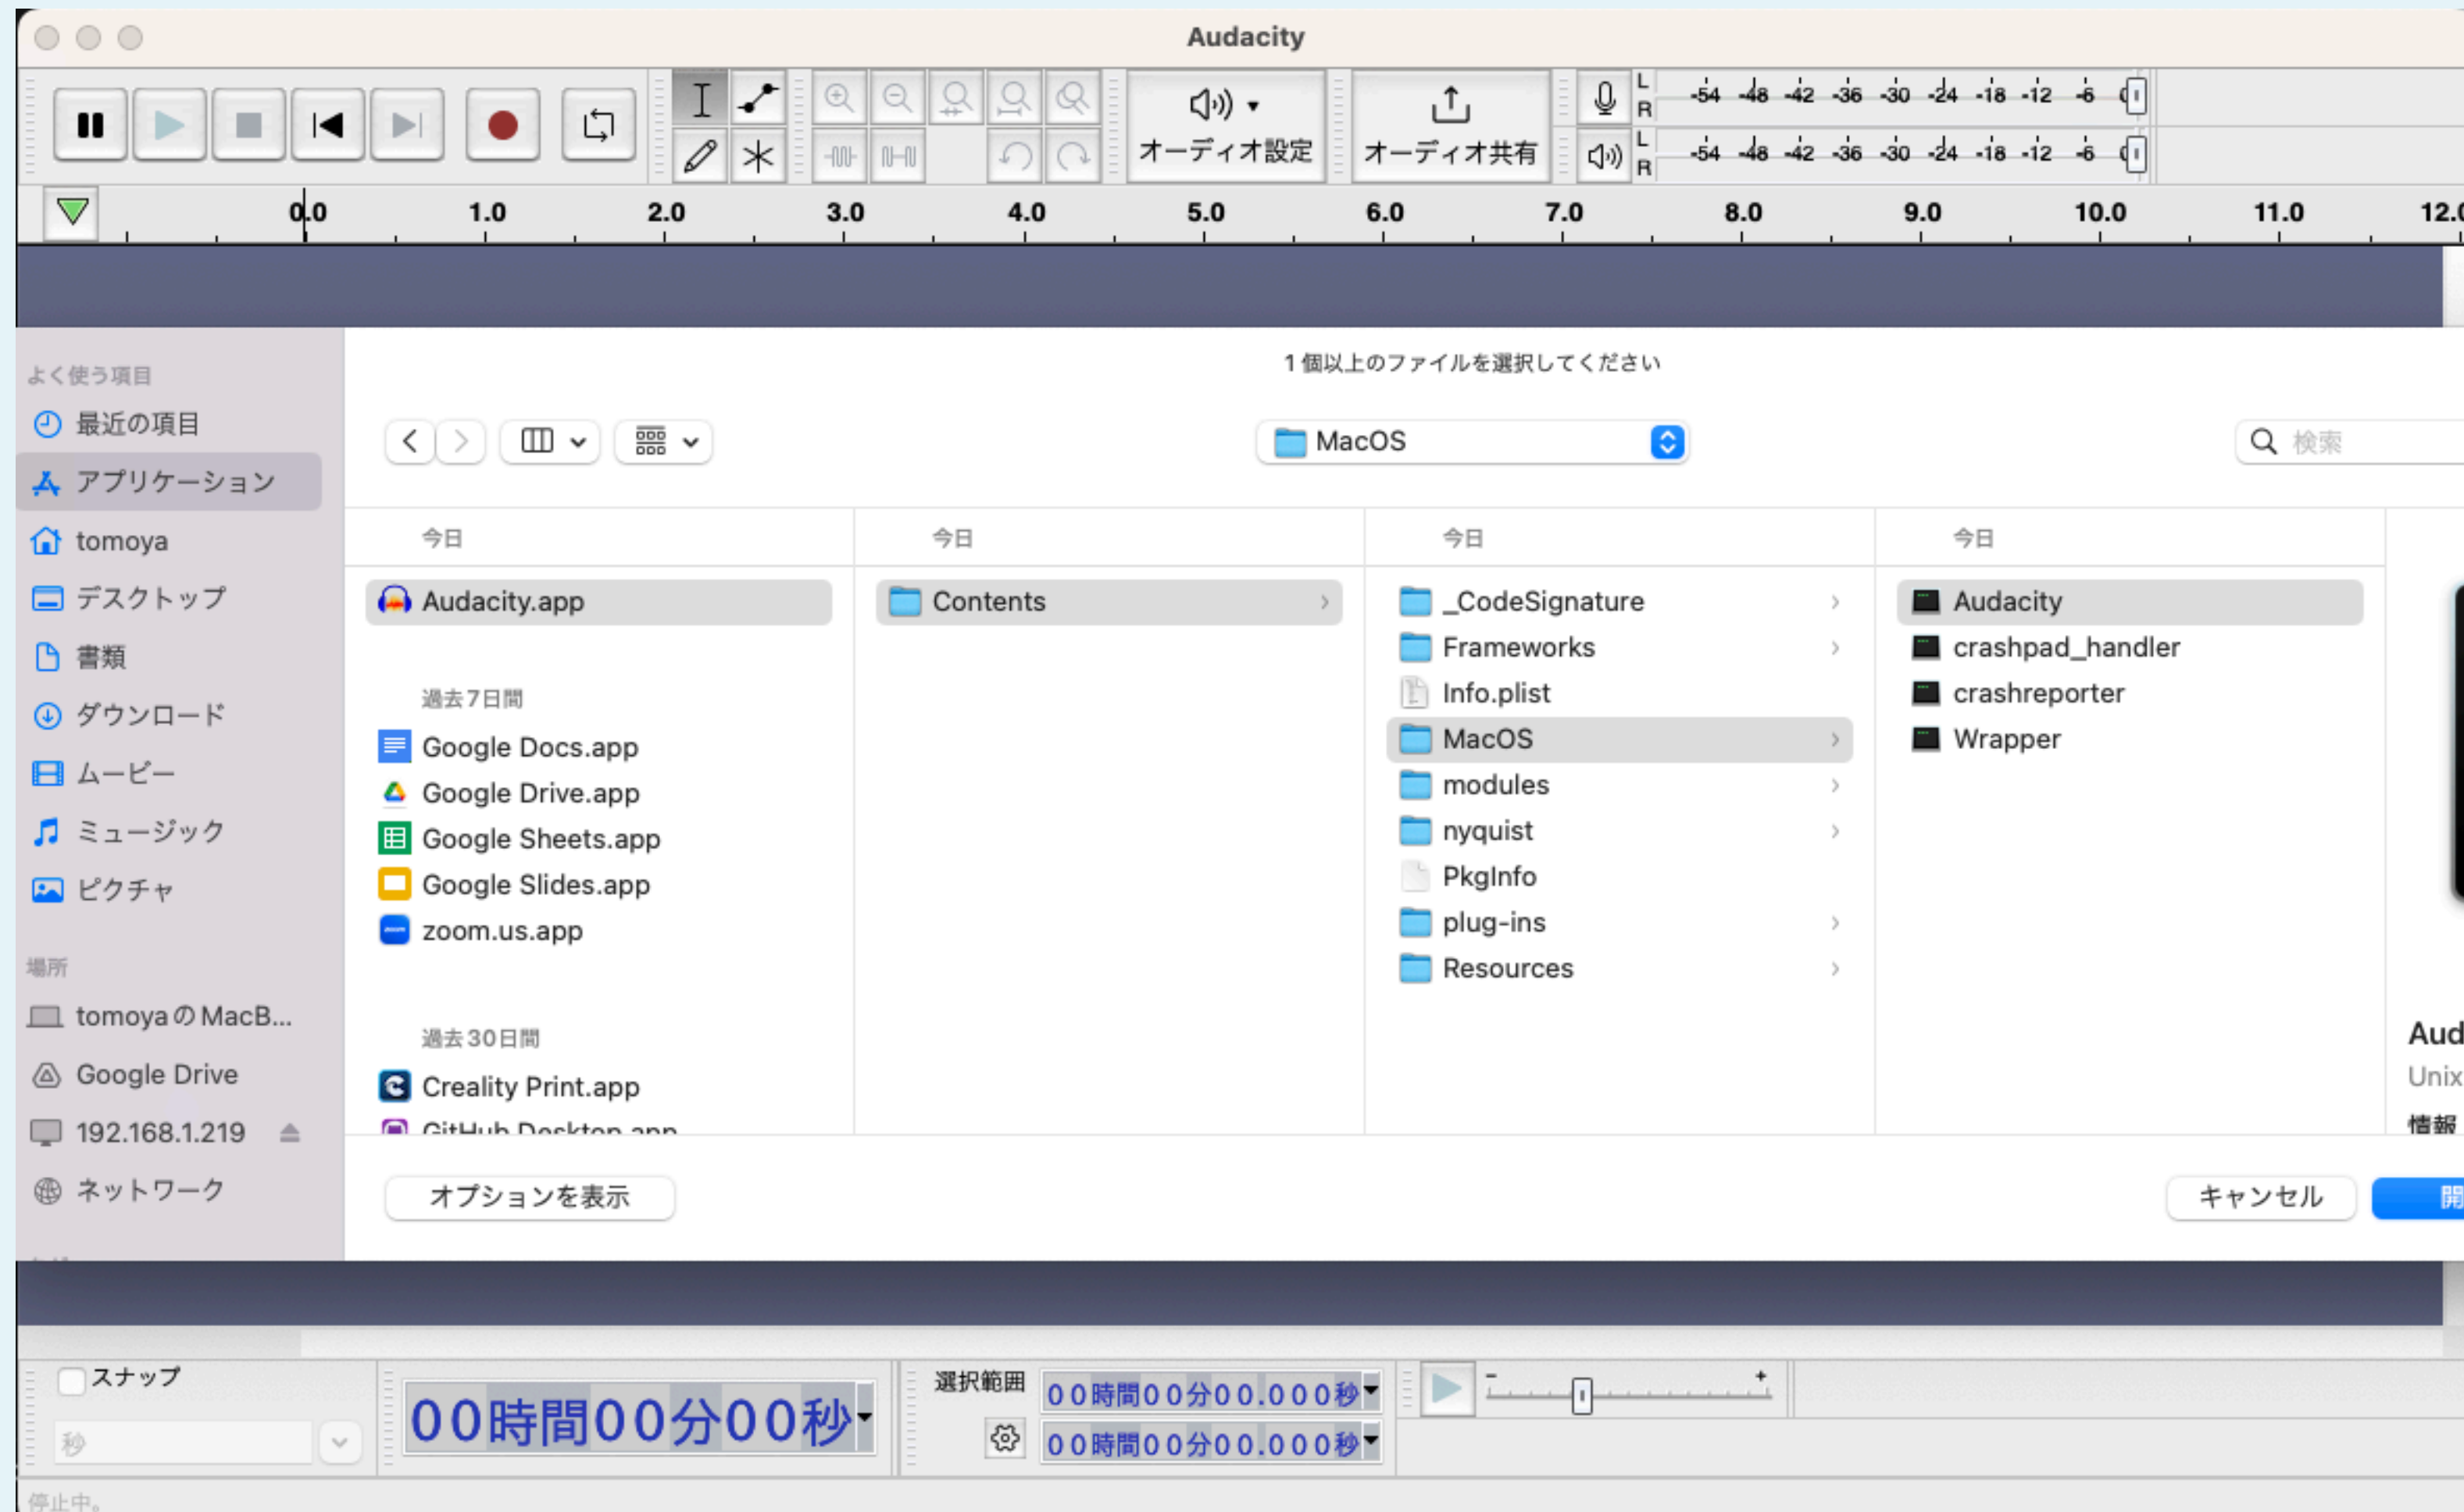 Audacity
オーディオ設定
オーディオ共有
L
R
-54 -48 -42 -36 -30 -24 -18 -12 -6
L
R
-54 -48 -42 -36 -30 -24 -18 -12 -6
0.0 1.0 2.0 3.0 4.0 5.0 6.0 7.0 8.0 9.0 10.0 11.0 12.0
1個以上のファイルを選択してください
MacOS
検索
よく使う項目
最近の項目
アプリケーション
tomoya
デスクトップ
書類
ダウンロード
ムービー
ミュージック
ピクチャ
場所
tomoyaのMacB...
Google Drive
192.168.1.219
ネットワーク
今日
Audacity.app
過去7日間
Google Docs.app
Google Drive.app
Google Sheets.app
Google Slides.app
zoom.us.app
過去30日間
Creality Print.app
GitHub Desktop.app
今日
Contents
今日
_CodeSignature
Frameworks
Info.plist
MacOS
modules
nyquist
PkgInfo
plug-ins
Resources
今日
Audacity
crashpad_handler
crashreporter
Wrapper
Aud
Unix
情報
オプションを表示
キャンセル
開
スナップ
秒
00時間00分00秒
選択範囲
00時間00分00.000秒
00時間00分00.000秒
- +
停止中。